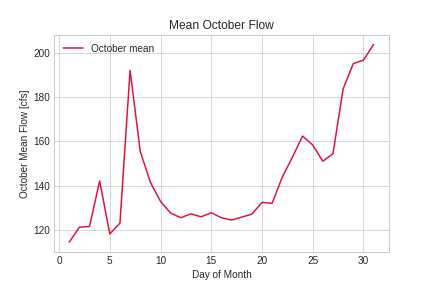 Mean October Flow
October mean
200
180
160
140
120
October Mean Flow [cfs]
0 5 10 15 20 25 30
Day of Month